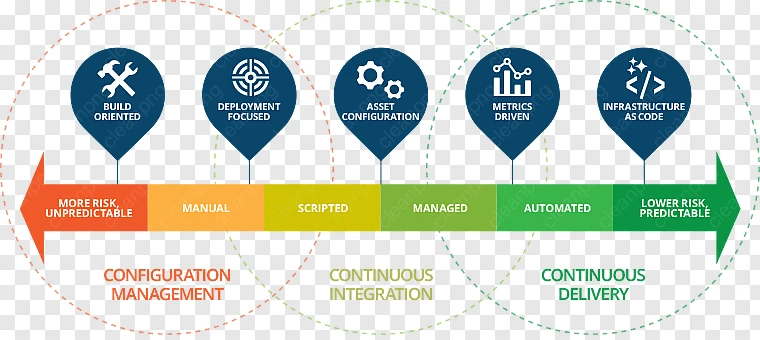 BUILD
ORIENTED
DEPLOYMENT
FOCUSED
ASSET
CONFIGURATION
METRICS
DRIVEN
INFRASTRUCTURE
AS CODE
MORE RISK,
UNPREDICTABLE
MANUAL
SCRIPTED
MANAGED
AUTOMATED
LOWER RISK,
PREDICTABLE
CONFIGURATION
MANAGEMENT
CONTINUOUS
INTEGRATION
CONTINUOUS
DELIVERY